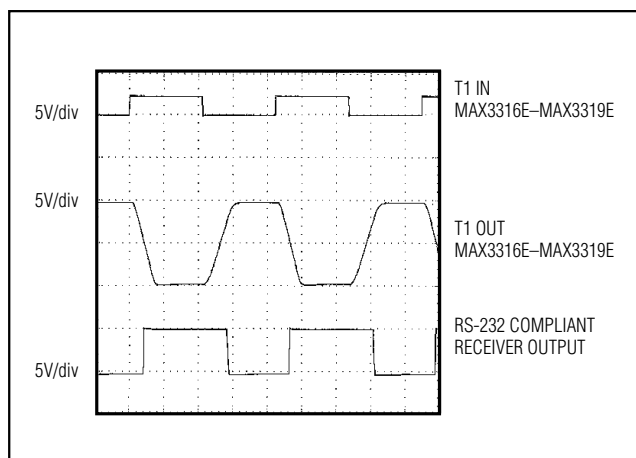 5V/div
T1 IN
MAX3316E–MAX3319E
5V/div
T1 OUT
MAX3316E–MAX3319E
5V/div
RS-232 COMPLIANT
RECEIVER OUTPUT